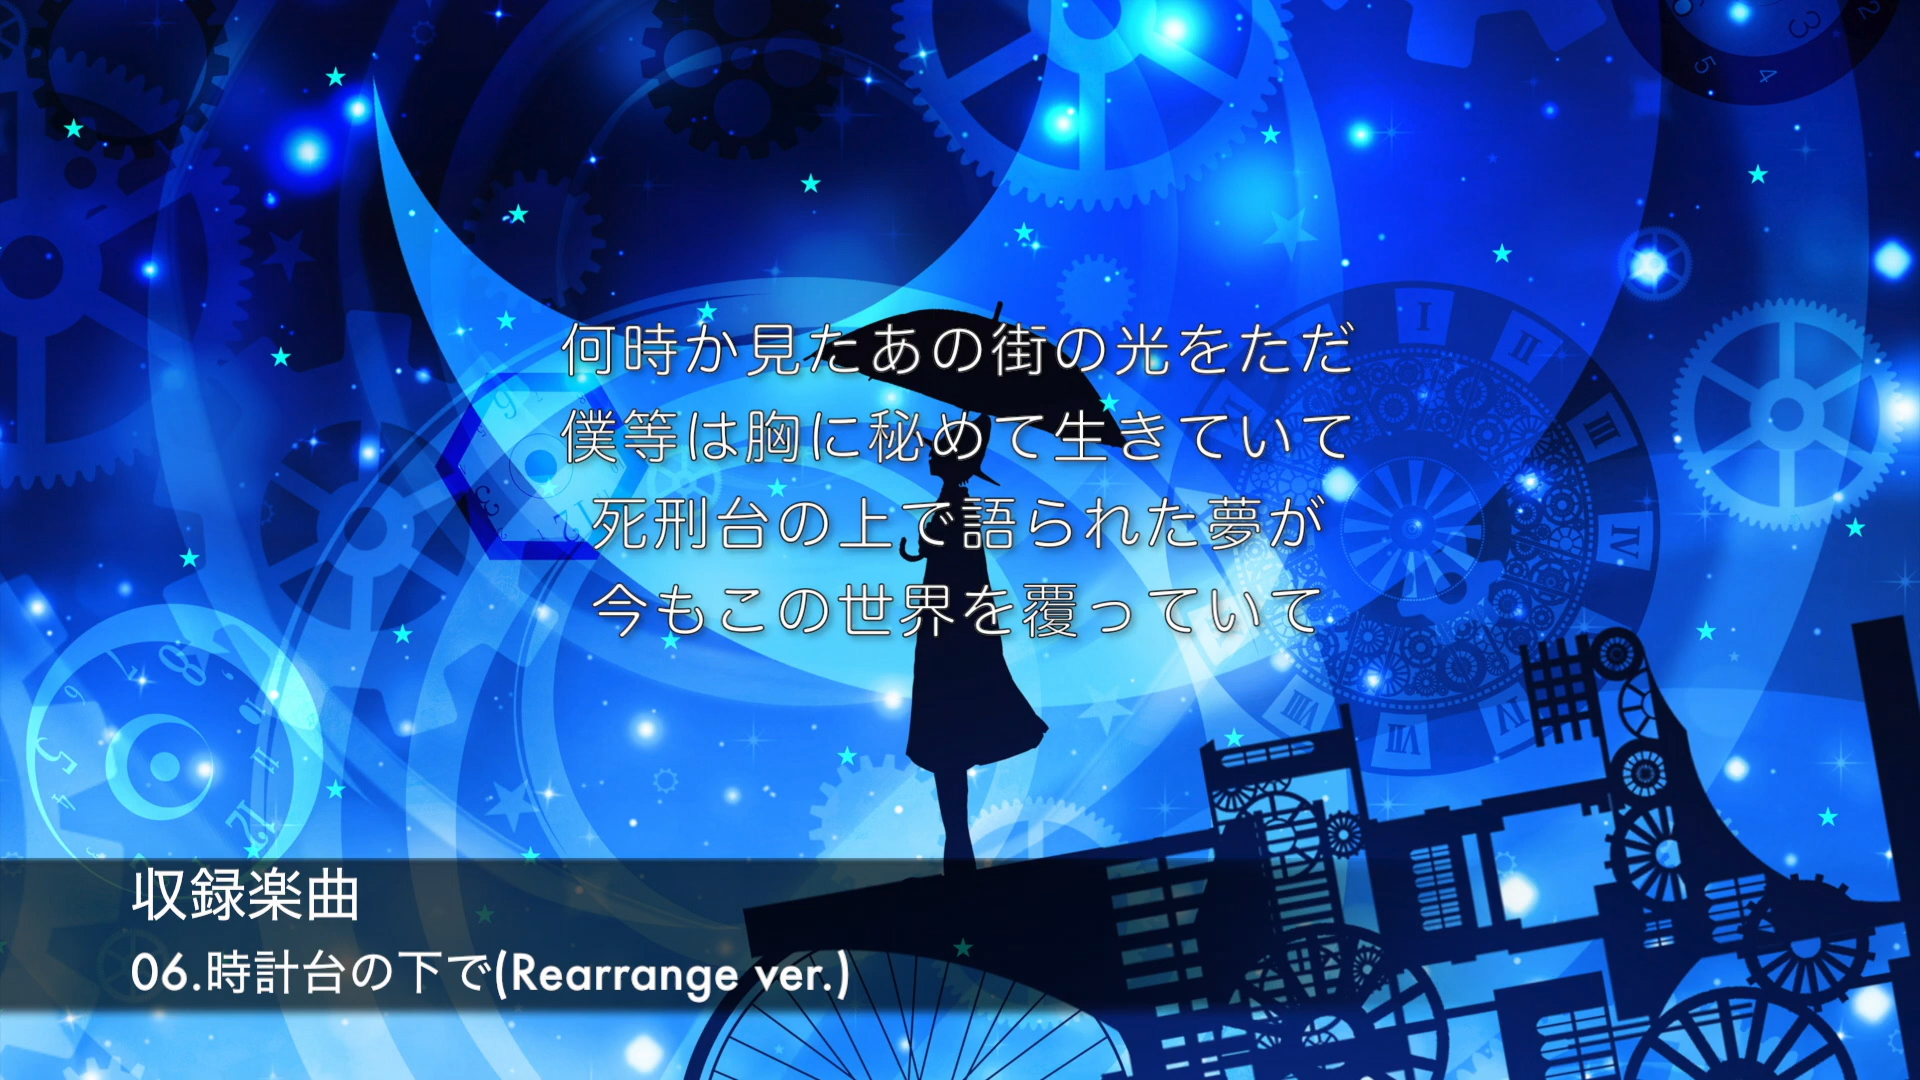 何時か見たあの街の光をただ
僕等は胸に秘めて生きていて
死刑台の上で語られた夢が
今もこの世界を覆っていて
収録楽曲
06.時計台の下で(Rearrange ver.)